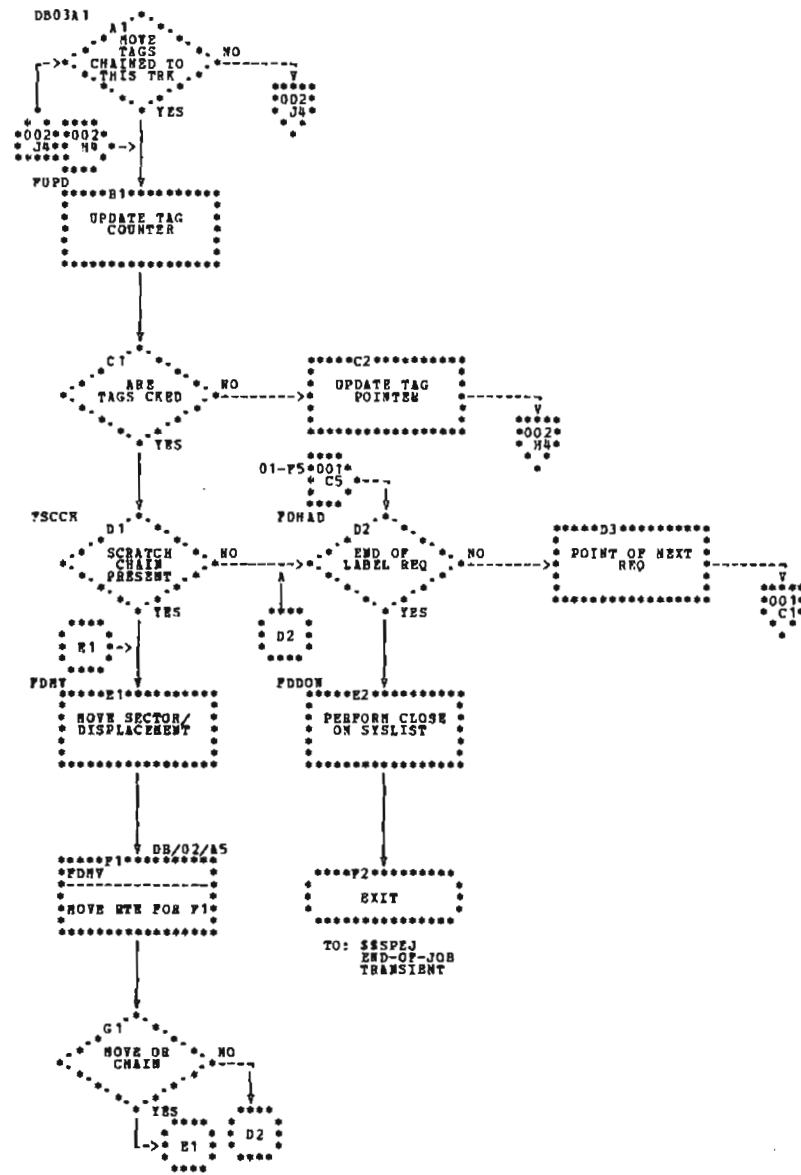 DB03A1
A1
MOVE
TAGS
CHAINED TO
THIS TRK
NO
YES
002
J4
002
J4
002
H4
FUPD
B1
UPDATE TAG
COUNTER
C1
ARE
TAGS CKED
NO
YES
C2
UPDATE TAG
POINTER
002
H4
01-F5
001
C5
D1
SCRATCH
CHAIN
PRESENT
NO
YES
A
D2
FDHAD
D2
END OF
LABEL REQ
NO
YES
D3
POINT OF NEXT
REQ
001
C1
E1
FDMV
E1
MOVE SECTOR/
DISPLACEMENT
FDDON
E2
PERFORM CLOSE
ON SYSLIST
DB/02/A5
F1
FDMV
MOVE RTE FOR F1
F2
EXIT
TO: $$SPEJ
END-OF-JOB
TRANSIENT
G1
MOVE OR
CHAIN
NO
YES
E1
D2